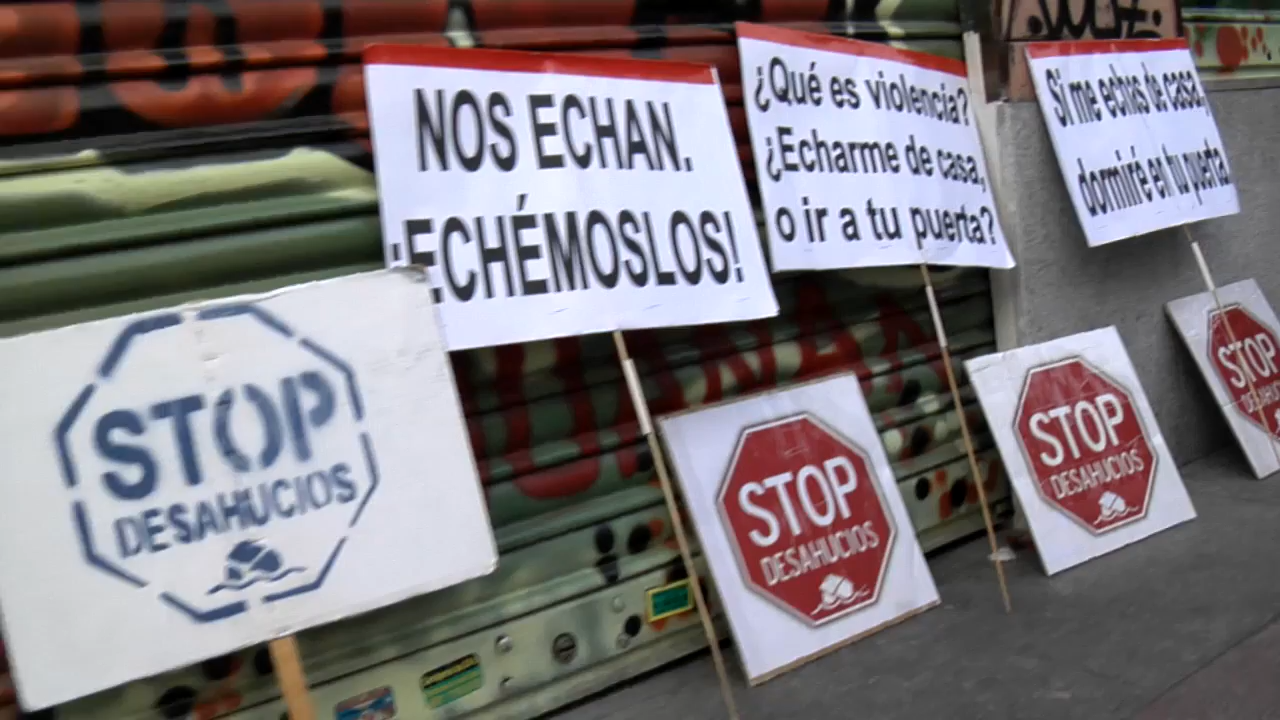 NOS ECHAN.
¡ECHÉMOSLOS!
¿Qué es violencia?
¿Echarme de casa,
o ir a tu puerta?
Si me echas de casa,
dormiré en tu puerta
STOP
DESAHUCIOS
STOP
DESAHUCIOS
STOP
DESAHUCIOS
STOP